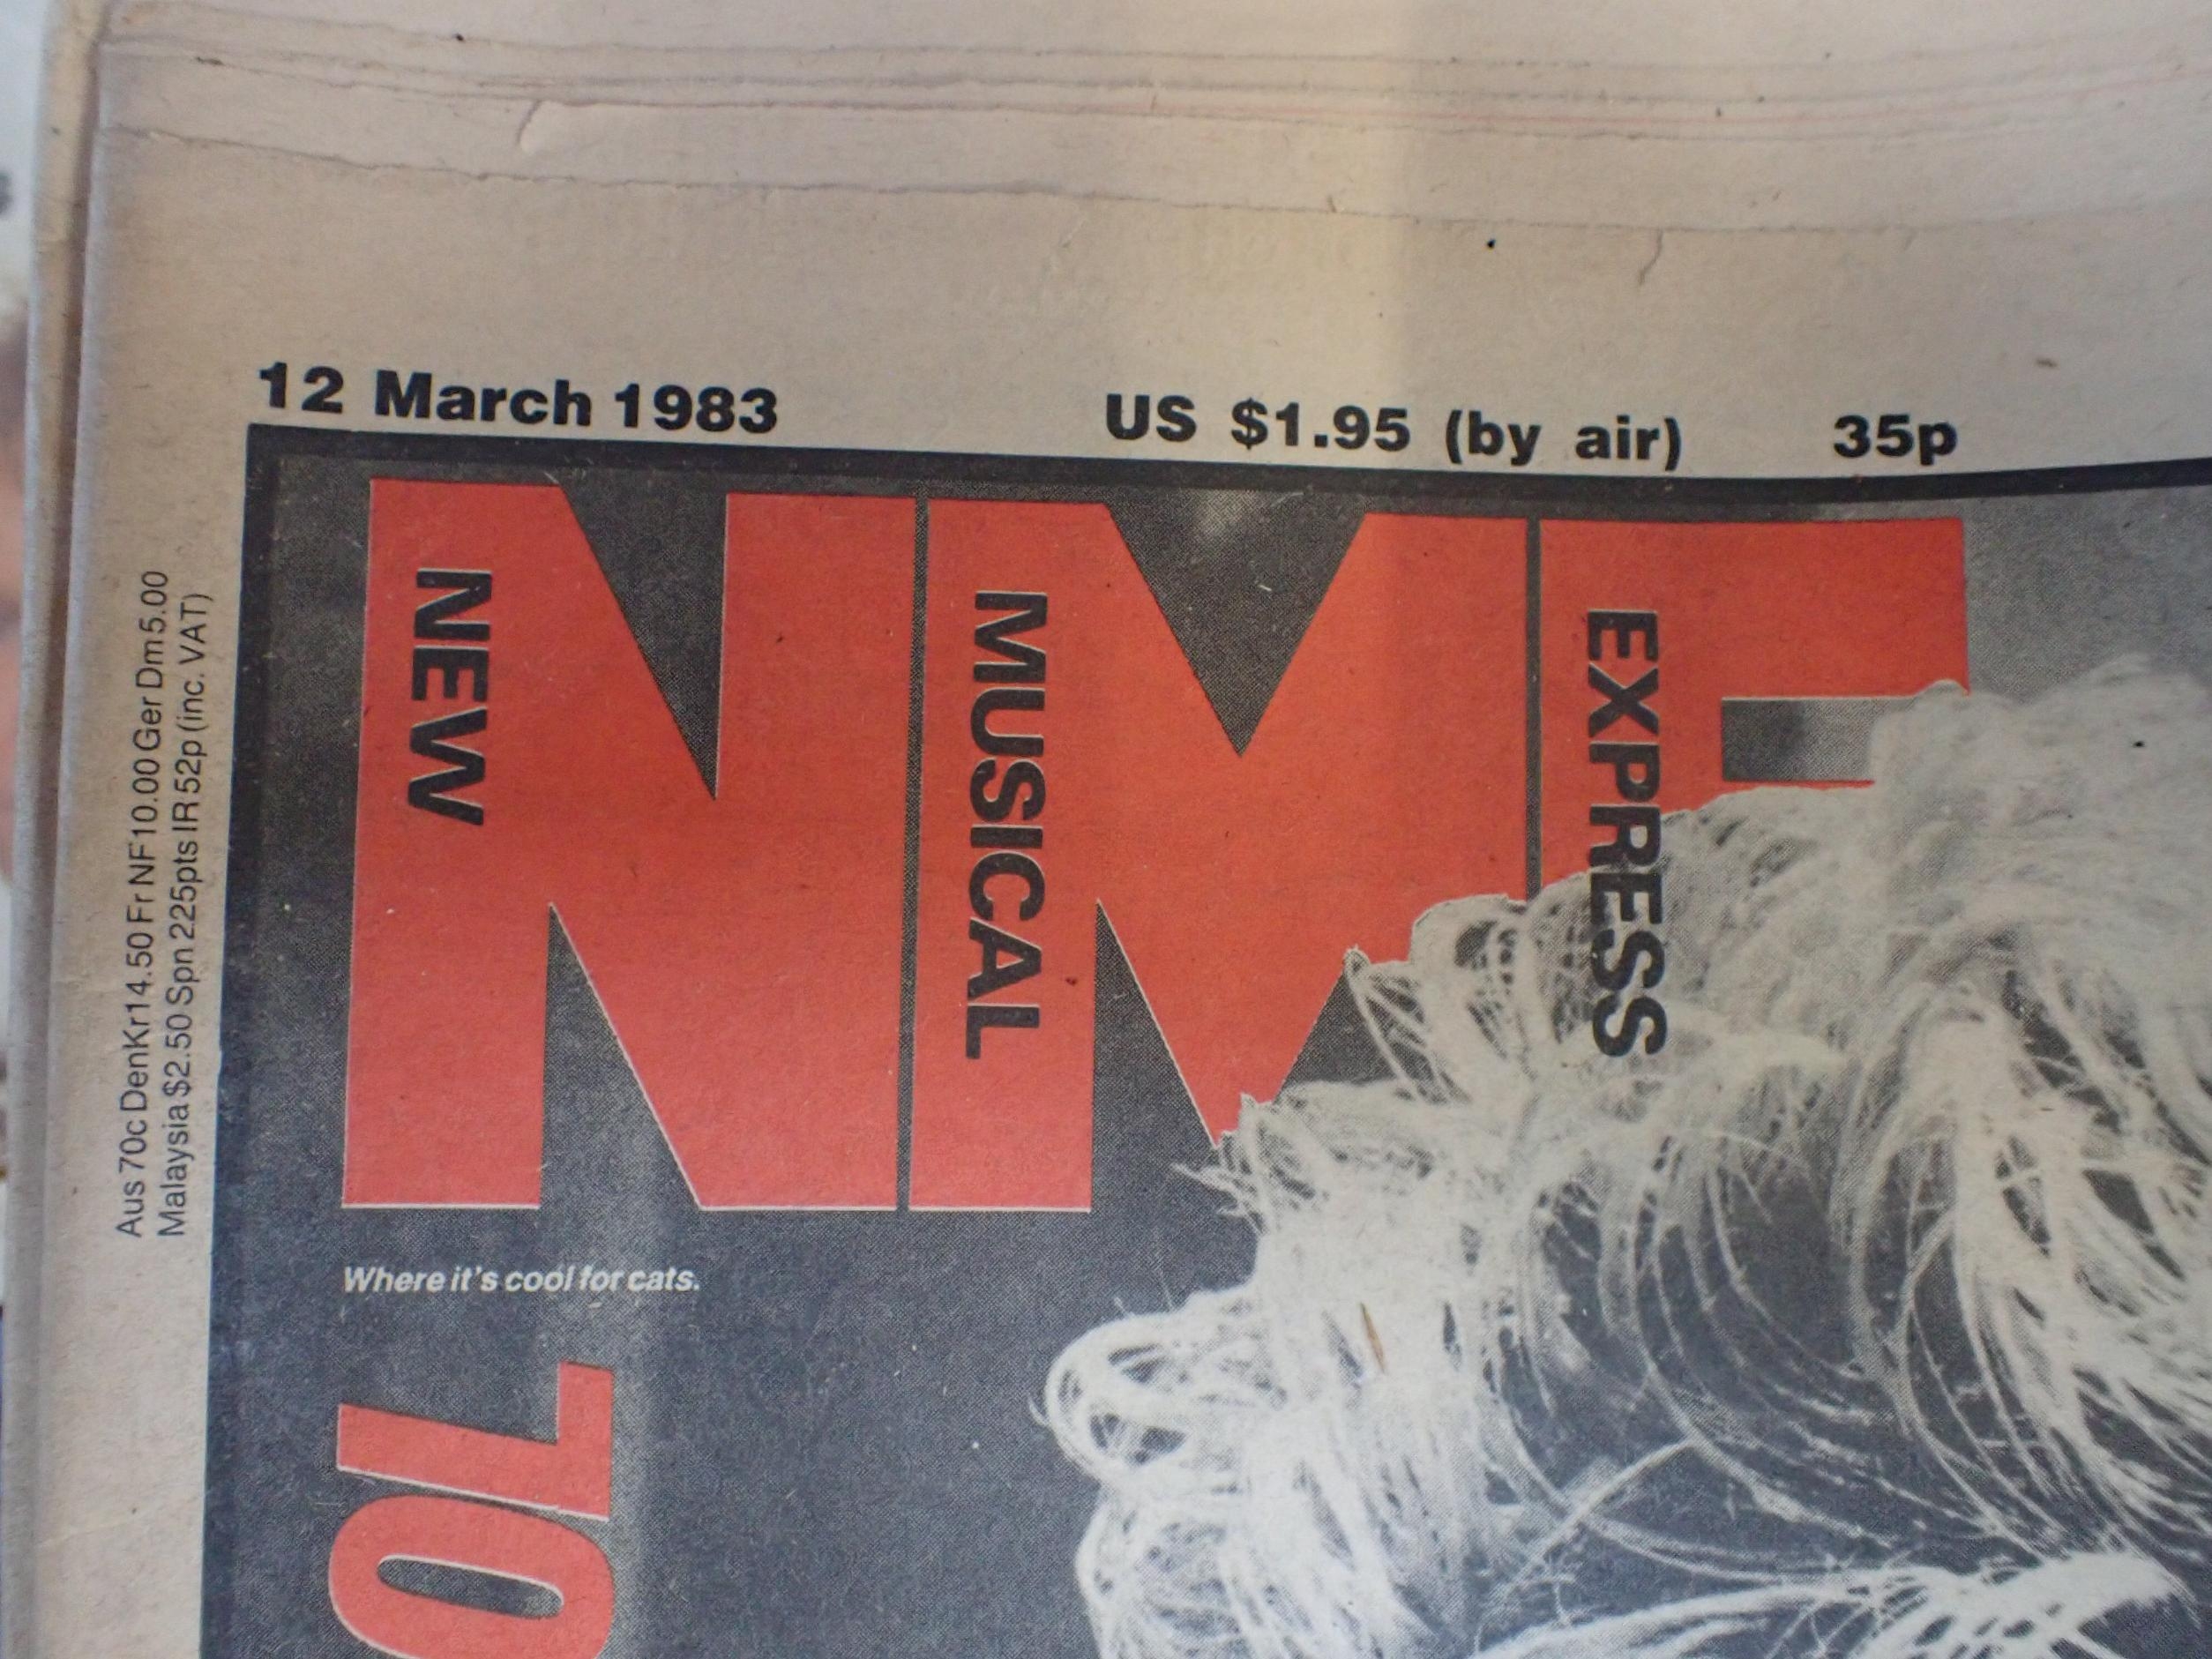 12 March 1983 US $1.95 (by air) 35p
Aus 70c DenKr14.50 Fr NF10.00 Ger Dm5.00
Malaysia $2.50 Spn 225pts IR 52p (inc. VAT)
NME
NEW
MUSICAL
EXPRESS
Where it's cool for cats.